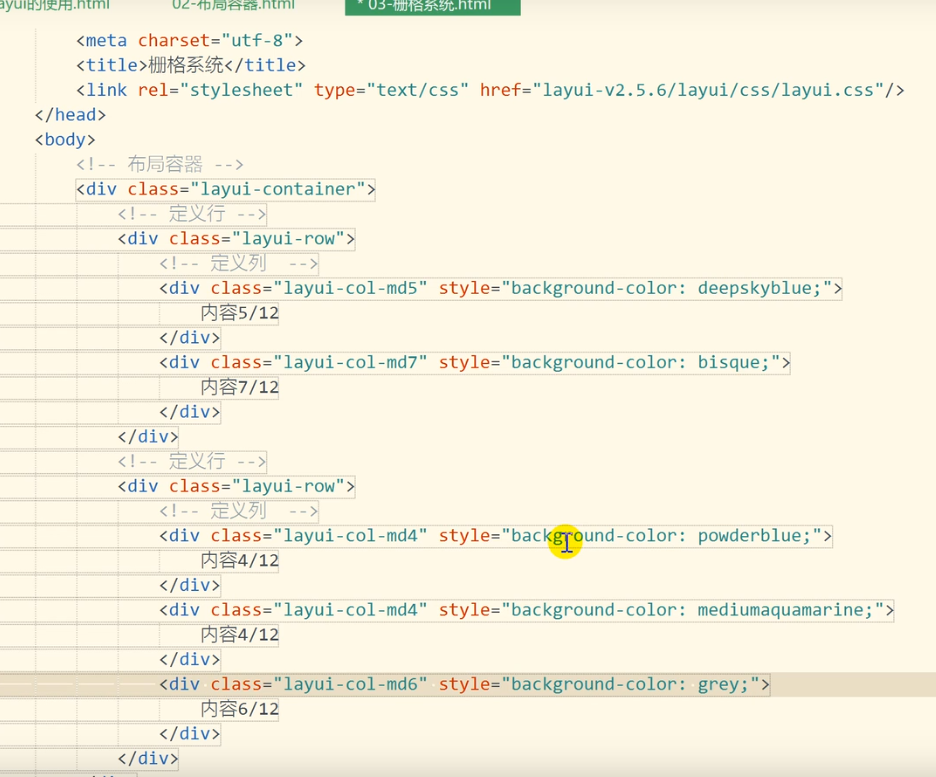 ayui的使用.html 02-布局容器.html * 03-栅格系统.html
<meta charset="utf-8">
<title>栅格系统</title>
<link rel="stylesheet" type="text/css" href="layui-v2.5.6/layui/css/layui.css"/>
</head>
<body>
<!-- 布局容器 -->
<div class="layui-container">
<!-- 定义行 -->
<div class="layui-row">
<!-- 定义列  -->
<div class="layui-col-md5" style="background-color: deepskyblue;">
内容5/12
</div>
<div class="layui-col-md7" style="background-color: bisque;">
内容7/12
</div>
</div>
<!-- 定义行 -->
<div class="layui-row">
<!-- 定义列  -->
<div class="layui-col-md4" style="background-color: powderblue;">
内容4/12
</div>
<div class="layui-col-md4" style="background-color: mediumaquamarine;">
内容4/12
</div>
<div class="layui-col-md6" style="background-color: grey;">
内容6/12
</div>
</div>